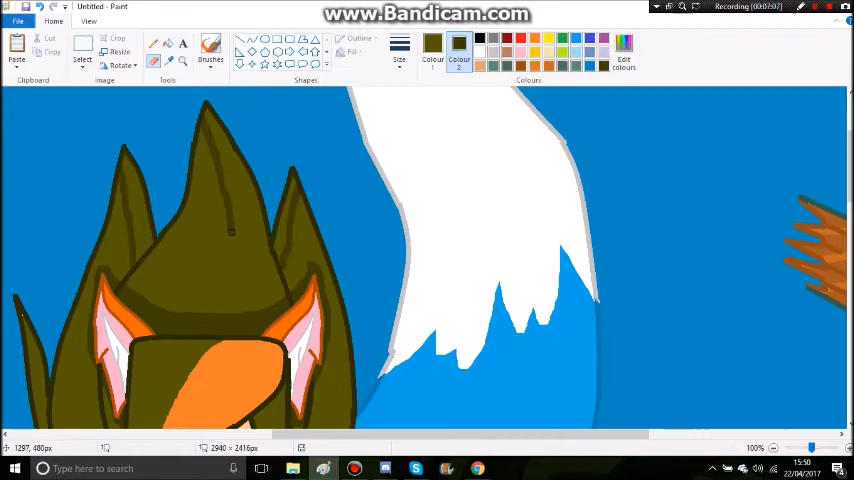 www.Bandicam.com
Untitled - Paint
Recording [00:07:07]
File
Home
View
Paste
Cut
Copy
Clipboard
Select
Crop
Resize
Rotate
Image
Tools
Brushes
Shapes
Outline
Fill
Size
Colour
1
Colour
2
Edit
colours
Colours
1297, 480px
2940 × 2416px
100%
Type here to search
15:50
22/04/2017